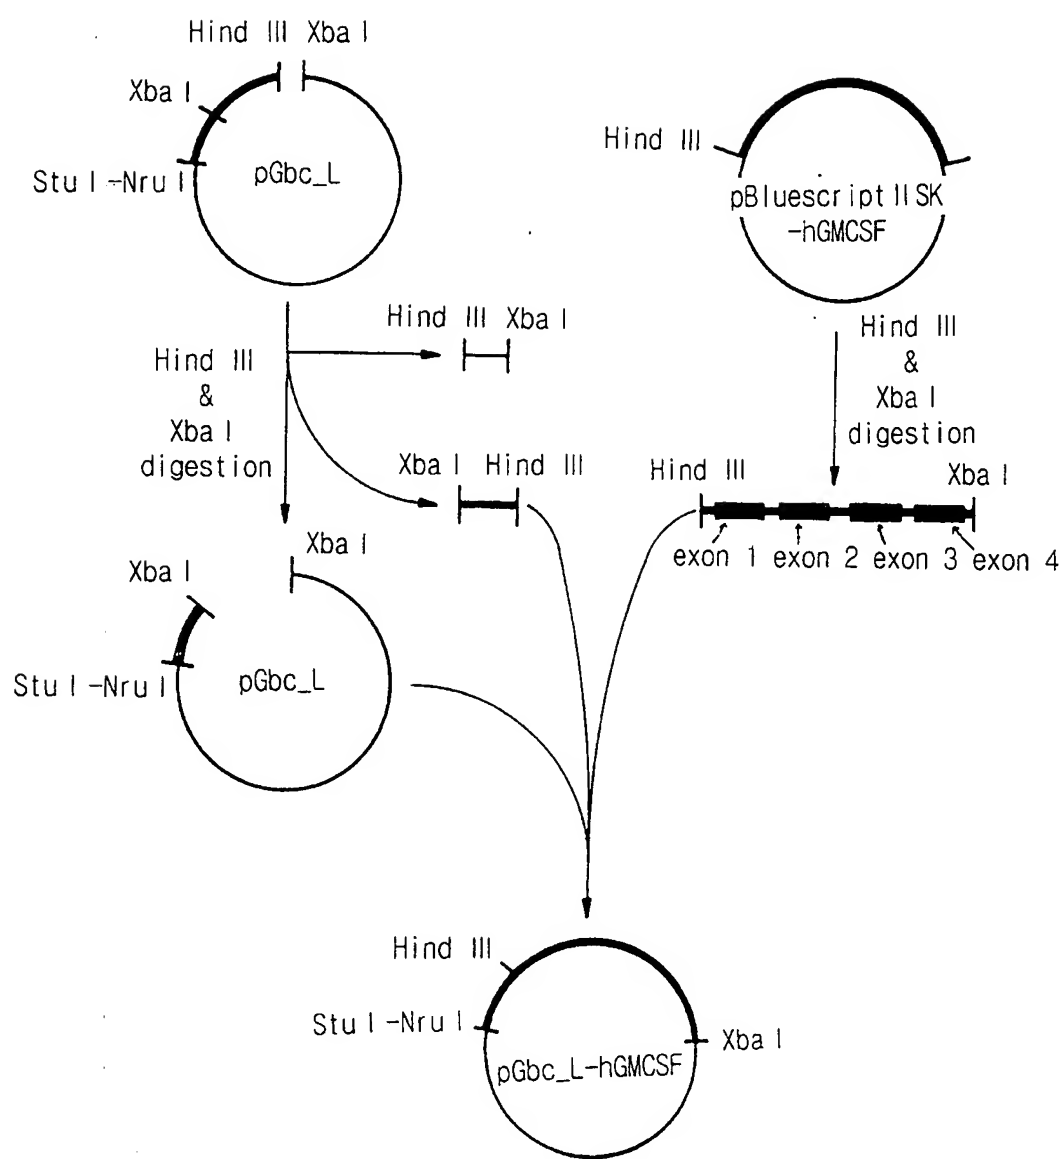 Hind III Xba I
Xba I
Stu I-Nru I
pGbc_L
Hind III
pBluescript II SK
-hGMCSF
Hind III Xba I
Hind III
&
Xba I
digestion
Hind III
&
Xba I
digestion
Xba I Hind III
Hind III
Xba I
exon 1 exon 2 exon 3 exon 4
Xba I
Xba I
Stu I-Nru I
pGbc_L
Hind III
Stu I-Nru I
Xba I
pGbc_L-hGMCSF